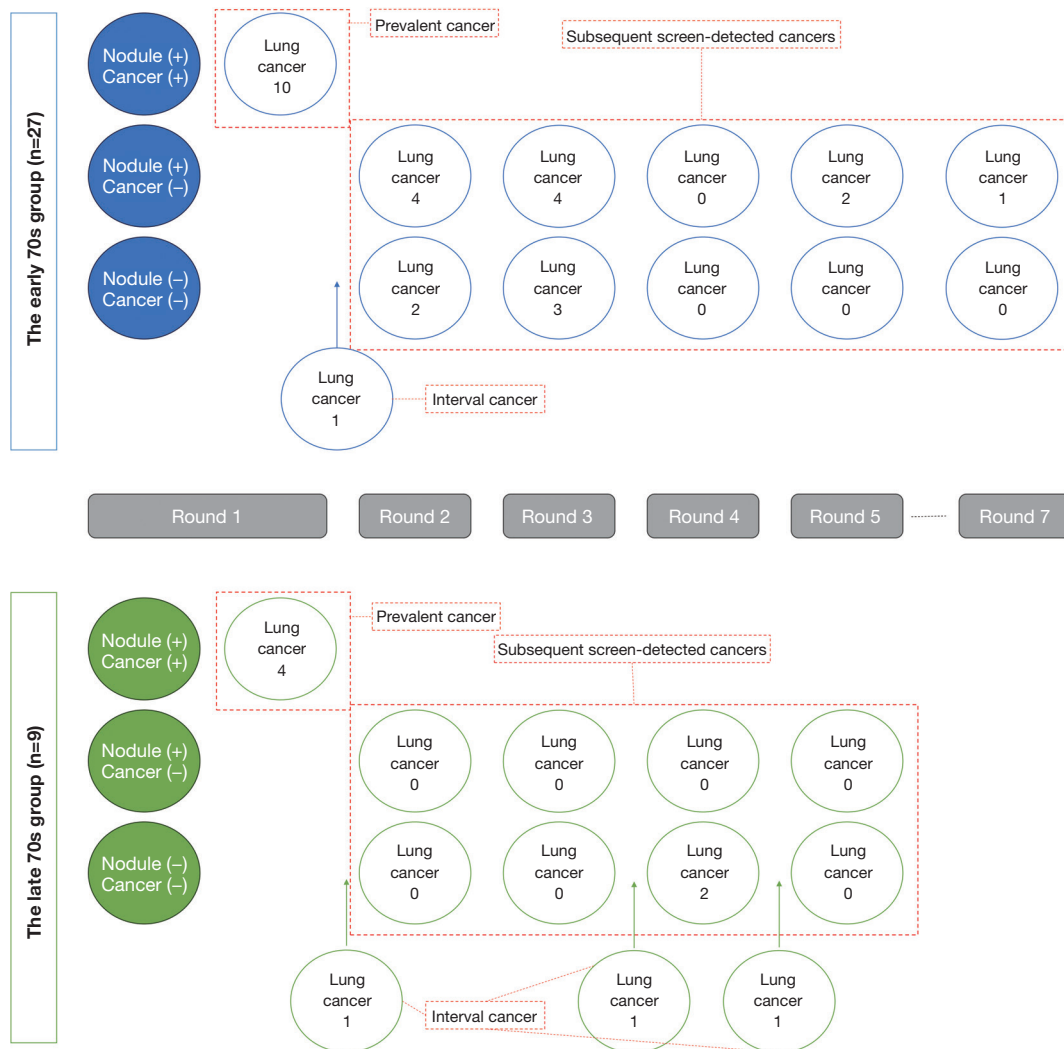 The early 70s group (n=27)
Nodule (+)
Cancer (+)
Lung
cancer
10
Prevalent cancer
Subsequent screen-detected cancers
Nodule (+)
Cancer (–)
Lung
cancer
4
Lung
cancer
4
Lung
cancer
0
Lung
cancer
2
Lung
cancer
1
Nodule (–)
Cancer (–)
Lung
cancer
2
Lung
cancer
3
Lung
cancer
0
Lung
cancer
0
Lung
cancer
0
Lung
cancer
1
Interval cancer
Round 1
Round 2
Round 3
Round 4
Round 5
Round 7
The late 70s group (n=9)
Nodule (+)
Cancer (+)
Lung
cancer
4
Prevalent cancer
Subsequent screen-detected cancers
Nodule (+)
Cancer (–)
Lung
cancer
0
Lung
cancer
0
Lung
cancer
0
Lung
cancer
0
Nodule (–)
Cancer (–)
Lung
cancer
0
Lung
cancer
0
Lung
cancer
2
Lung
cancer
0
Lung
cancer
1
Interval cancer
Lung
cancer
1
Lung
cancer
1